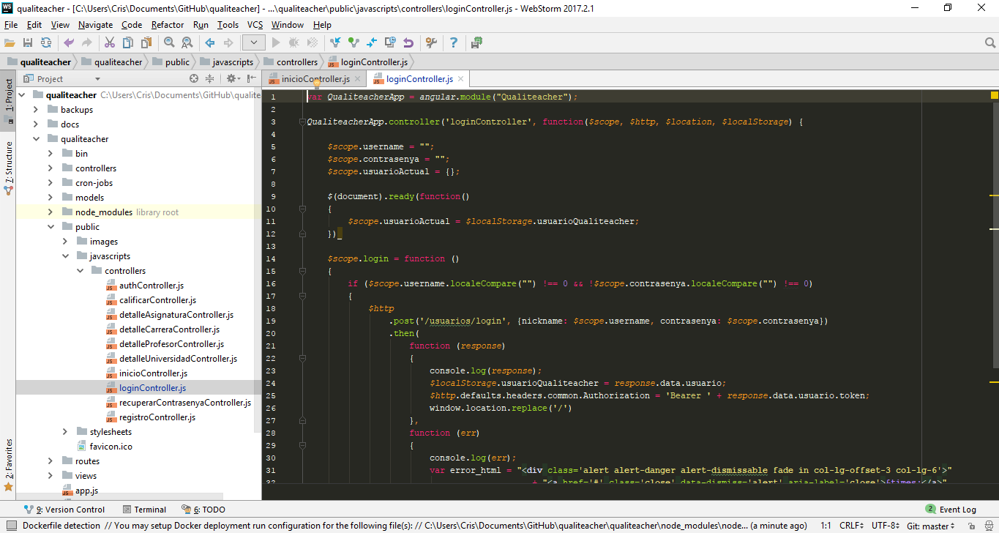 qualiteacher - [C:\Users\Cris\Documents\GitHub\qualiteacher] - ...\qualiteacher\public\javascripts\controllers\loginController.js - WebStorm 2017.2.1
File Edit View Navigate Code Refactor Run Tools VCS Window Help
qualiteacher qualiteacher public javascripts controllers loginController.js
Project
inicioController.js loginController.js
1: Project
7: Structure
2: Favorites
qualiteacher C:\Users\Cris\Documents\GitHub\qualite
backups
docs
qualiteacher
bin
controllers
cron-jobs
models
node_modules library root
public
images
javascripts
controllers
authController.js
calificarController.js
detalleAsignaturaController.js
detalleCarreraController.js
detalleProfesorController.js
detalleUniversidadController.js
inicioController.js
loginController.js
recuperarContrasenyaController.js
registroController.js
stylesheets
favicon.ico
routes
views
app.js
1 var QualiteacherApp = angular.module("Qualiteacher");
2
3 QualiteacherApp.controller('loginController', function($scope, $http, $location, $localStorage) {
4
5 $scope.username = "";
6 $scope.contrasenya = "";
7 $scope.usuarioActual = {};
8
9 $(document).ready(function()
10 {
11 $scope.usuarioActual = $localStorage.usuarioQualiteacher;
12 })
13
14 $scope.login = function ()
15 {
16 if ($scope.username.localeCompare("") !== 0 && !$scope.contrasenya.localeCompare("") !== 0)
17 {
18 $http
19 .post('/usuarios/login', {nickname: $scope.username, contrasenya: $scope.contrasenya})
20 .then(
21 function (response)
22 {
23 console.log(response);
24 $localStorage.usuarioQualiteacher = response.data.usuario;
25 $http.defaults.headers.common.Authorization = 'Bearer ' + response.data.usuario.token;
26 window.location.replace('/')
27 },
28 function (err)
29 {
30 console.log(err);
31 var error_html = "<div class='alert alert-danger alert-dismissable fade in col-lg-offset-3 col-lg-6'>"
32 + "<a href='#' class='close' data-dismiss='alert' aria-label='close'>&times;</a>"
9: Version Control Terminal 6: TODO 2 Event Log
Dockerfile detection // You may setup Docker deployment run configuration for the following file(s): // C:\Users\Cris\Documents\GitHub\qualiteacher\qualiteacher\node_modules\node... (a minute ago) 1:1 CRLF UTF-8 Git: master